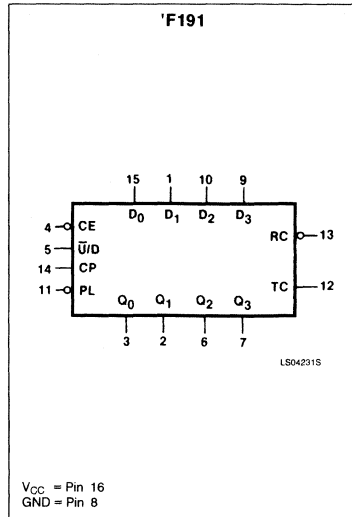 'F191
15 1 10 9
D0 D1 D2 D3
4 CE
RC 13
5 U̅/D
14 CP
11 PL
TC 12
Q0 Q1 Q2 Q3
3 2 6 7
LS04231S
VCC = Pin 16
GND = Pin 8